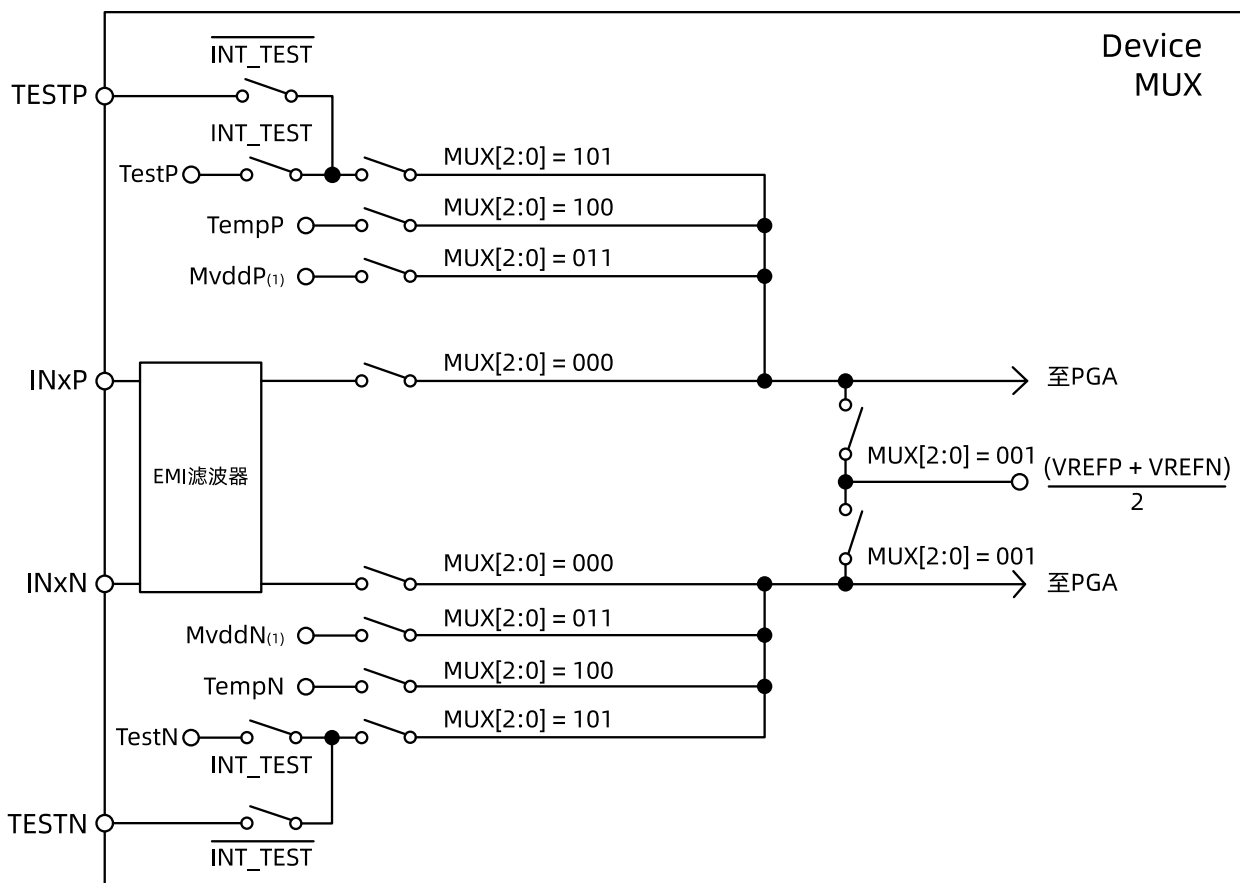 Device
MUX
INT_TEST
TESTP
INT_TEST
TestP
MUX[2:0] = 101
TempP
MUX[2:0] = 100
MvddP(1)
MUX[2:0] = 011
INxP
MUX[2:0] = 000
至PGA
EMI滤波器
MUX[2:0] = 001
(VREFP + VREFN)
2
MUX[2:0] = 001
INxN
MUX[2:0] = 000
至PGA
MvddN(1)
MUX[2:0] = 011
TempN
MUX[2:0] = 100
TestN
MUX[2:0] = 101
INT_TEST
TESTN
INT_TEST